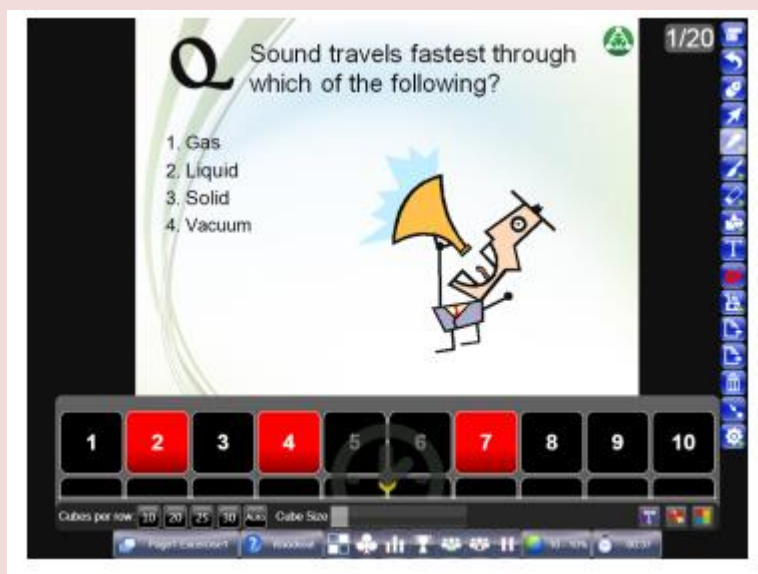 1/20
Q Sound travels fastest through
which of the following?
1. Gas
2. Liquid
3. Solid
4. Vacuum
T
1 2 3 4 5 6 7 8 9 10
Cubes per row 10 20 25 30 Auto Cube Size